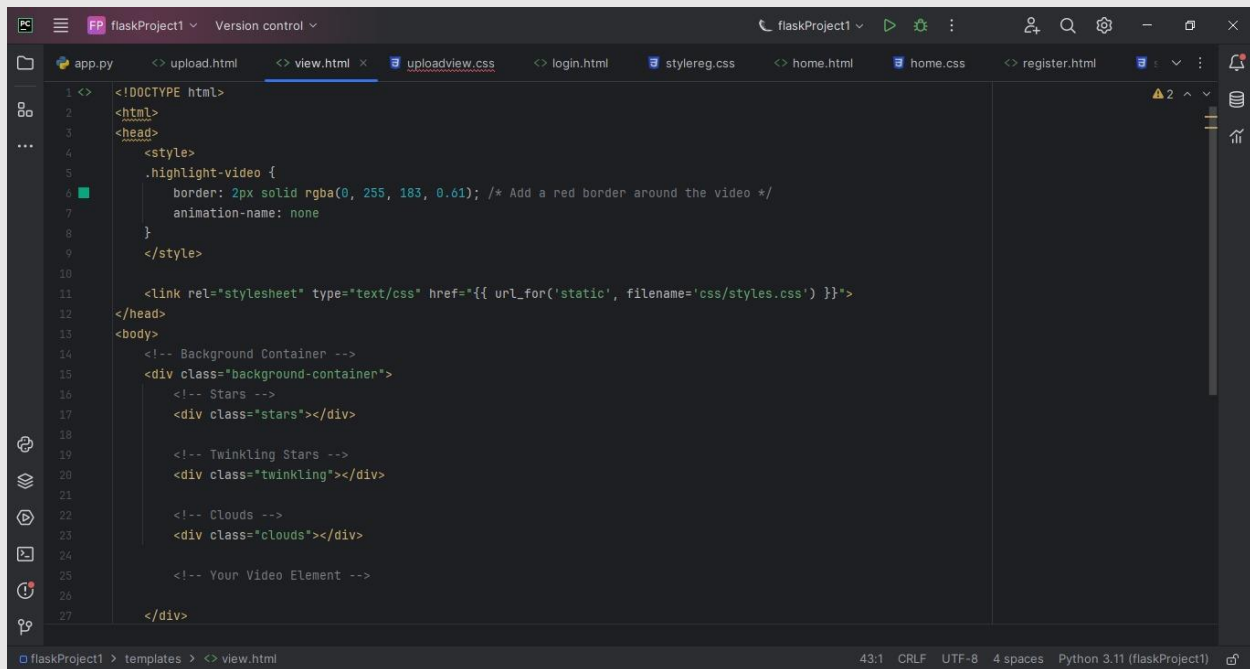 PC FP flaskProject1 Version control flaskProject1
app.py <> upload.html <> view.html × uploadview.css <> login.html stylereg.css <> home.html home.css <> register.html
1 <> <!DOCTYPE html> 2
2 <html>
3 <head>
4 <style>
5 .highlight-video {
6 border: 2px solid rgba(0, 255, 183, 0.61); /* Add a red border around the video */
7 animation-name: none
8 }
9 </style>
10
11 <link rel="stylesheet" type="text/css" href="{{ url_for('static', filename='css/styles.css') }}">
12 </head>
13 <body>
14 <!-- Background Container -->
15 <div class="background-container">
16 <!-- Stars -->
17 <div class="stars"></div>
18
19 <!-- Twinkling Stars -->
20 <div class="twinkling"></div>
21
22 <!-- Clouds -->
23 <div class="clouds"></div>
24
25 <!-- Your Video Element -->
26
27 </div>
flaskProject1 > templates > <> view.html 43:1 CRLF UTF-8 4 spaces Python 3.11 (flaskProject1)